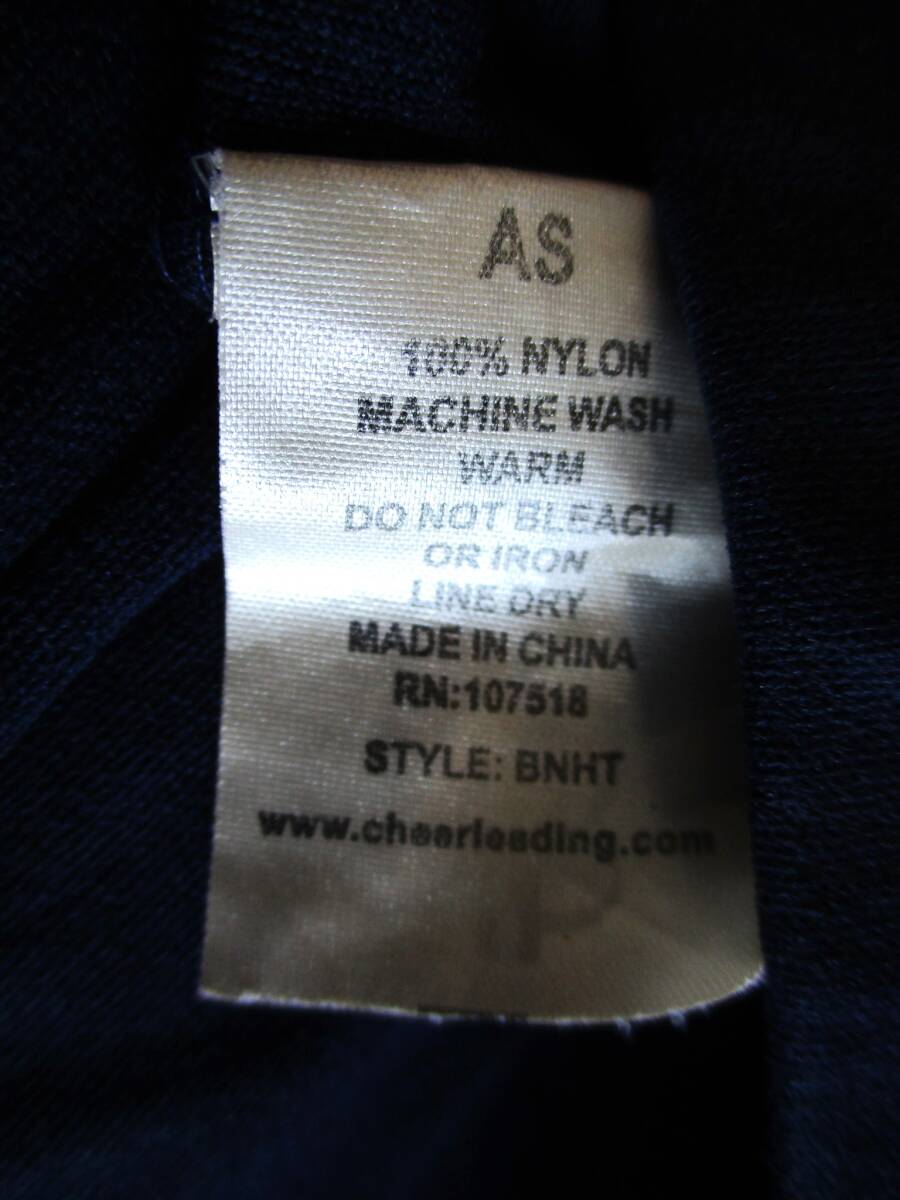 AS
100% NYLON
MACHINE WASH
WARM
DO NOT BLEACH
OR IRON
LINE DRY
MADE IN CHINA
RN:107518
STYLE: BNHT
www.cheerleading.com